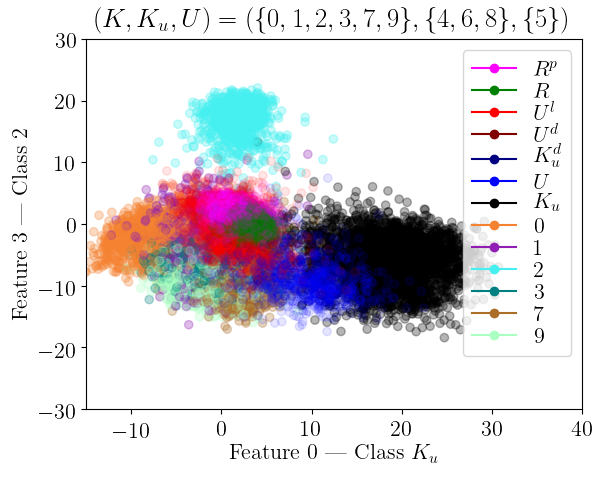 (K, K_u, U) = ({0, 1, 2, 3, 7, 9}, {4, 6, 8}, {5})
30
20
10
0
−10
−20
−30
Feature 3 — Class 2
R^p
R
U^l
U^d
K_u^d
U
K_u
0
1
2
3
7
9
−10
0
10
20
30
40
Feature 0 — Class K_u